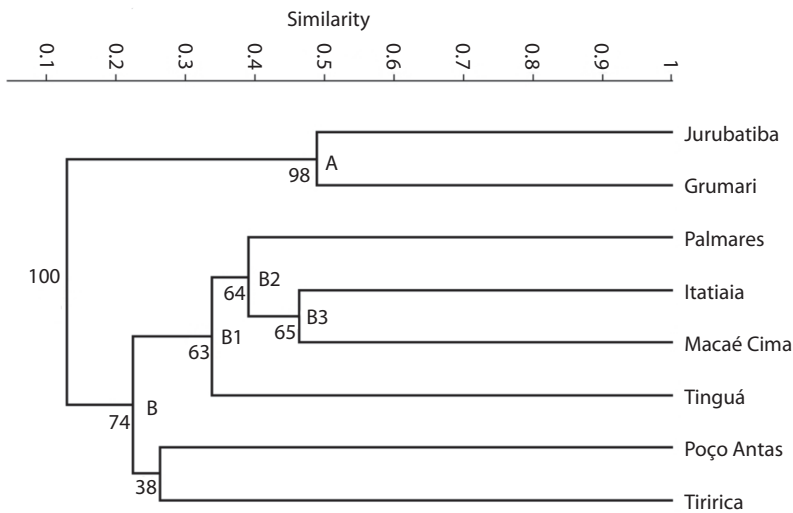 Similarity
0.1 0.2 0.3 0.4 0.5 0.6 0.7 0.8 0.9 1
Jurubatiba
A
98
Grumari
Palmares
100
B2
64
Itatiaia
B3
65
B1
63
Macaé Cima
Tinguá
B
74
Poço Antas
38
Tiririca